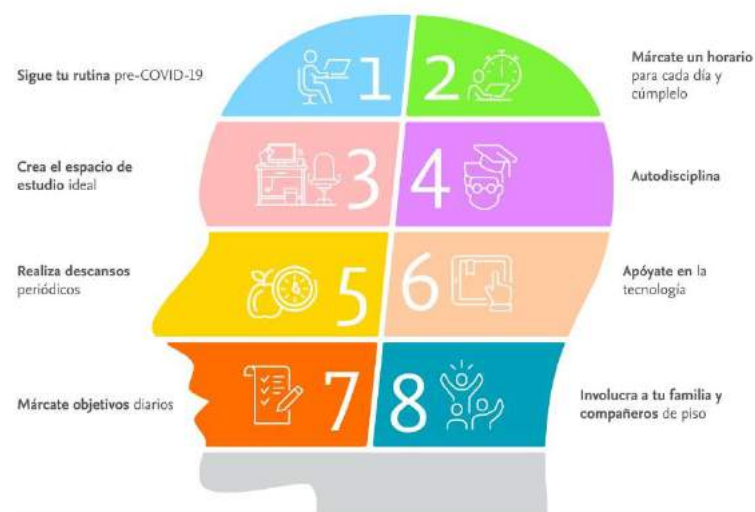 Sigue tu rutina pre-COVID-19
1
2
Márcate un horario
para cada día y
cúmplelo
Crea el espacio de
estudio ideal
3
4
Autodisciplina
Realiza descansos
periódicos
5
6
Apóyate en la
tecnología
Márcate objetivos diarios
7
8
Involucra a tu familia y
compañeros de piso